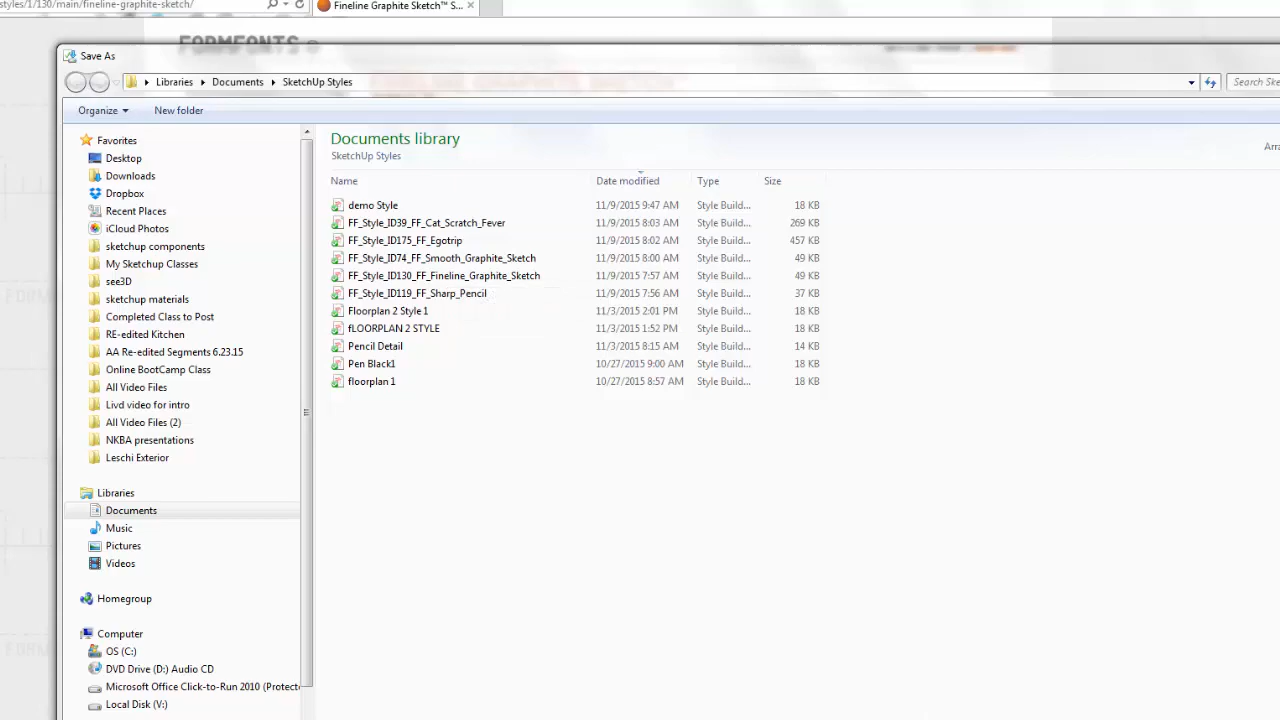 styles/1/130/main/fineline-graphite-sketch/
Fineline Graphite Sketch™ S...
FORMFONTS
Save As
Libraries Documents SketchUp Styles
Search Ske
Organize New folder
Favorites
Desktop
Downloads
Dropbox
Recent Places
iCloud Photos
sketchup components
My Sketchup Classes
see3D
sketchup materials
Completed Class to Post
RE-edited Kitchen
AA Re-edited Segments 6.23.15
Online BootCamp Class
All Video Files
Livd video for intro
All Video Files (2)
NKBA presentations
Leschi Exterior
Libraries
Documents
Music
Pictures
Videos
Homegroup
Computer
OS (C:)
DVD Drive (D:) Audio CD
Microsoft Office Click-to-Run 2010 (Protecte
Local Disk (V:)
Documents library
SketchUp Styles
Arra
Name Date modified Type Size
demo Style 11/9/2015 9:47 AM Style Build... 18 KB
FF_Style_ID39_FF_Cat_Scratch_Fever 11/9/2015 8:03 AM Style Build... 269 KB
FF_Style_ID175_FF_Egotrip 11/9/2015 8:02 AM Style Build... 457 KB
FF_Style_ID74_FF_Smooth_Graphite_Sketch 11/9/2015 8:00 AM Style Build... 49 KB
FF_Style_ID130_FF_Fineline_Graphite_Sketch 11/9/2015 7:57 AM Style Build... 49 KB
FF_Style_ID119_FF_Sharp_Pencil 11/9/2015 7:56 AM Style Build... 37 KB
Floorplan 2 Style 1 11/3/2015 2:01 PM Style Build... 18 KB
fLOORPLAN 2 STYLE 11/3/2015 1:52 PM Style Build... 18 KB
Pencil Detail 11/3/2015 8:15 AM Style Build... 14 KB
Pen Black1 10/27/2015 9:00 AM Style Build... 18 KB
floorplan 1 10/27/2015 8:57 AM Style Build... 18 KB